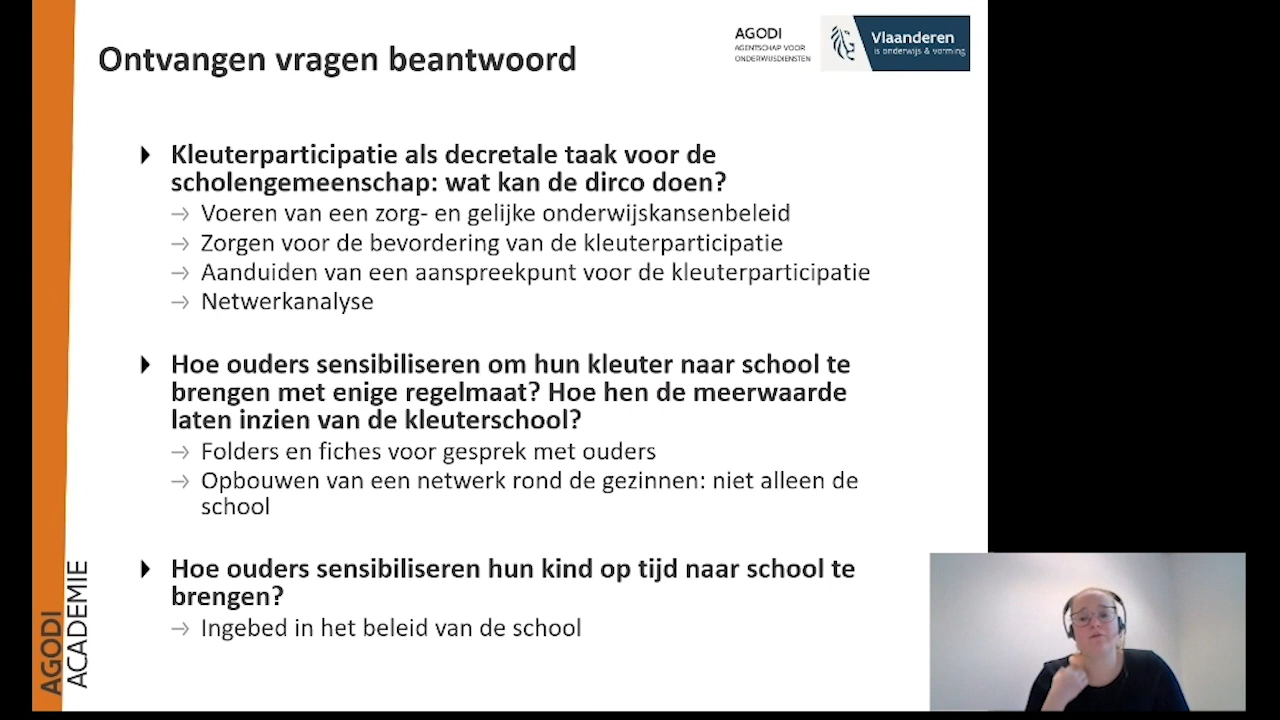 Ontvangen vragen beantwoord
AGODI
AGENTSCHAP VOOR
ONDERWIJSDIENSTEN
Vlaanderen
is onderwijs & vorming
Kleuterparticipatie als decretale taak voor de
scholengemeenschap: wat kan de dirco doen?
→ Voeren van een zorg- en gelijke onderwijskansenbeleid
→ Zorgen voor de bevordering van de kleuterparticipatie
→ Aanduiden van een aanspreekpunt voor de kleuterparticipatie
→ Netwerkanalyse
Hoe ouders sensibiliseren om hun kleuter naar school te
brengen met enige regelmaat? Hoe hen de meerwaarde
laten inzien van de kleuterschool?
→ Folders en fiches voor gesprek met ouders
→ Opbouwen van een netwerk rond de gezinnen: niet alleen de
school
Hoe ouders sensibiliseren hun kind op tijd naar school te
brengen?
→ Ingebed in het beleid van de school
AGODI
ACADEMIE